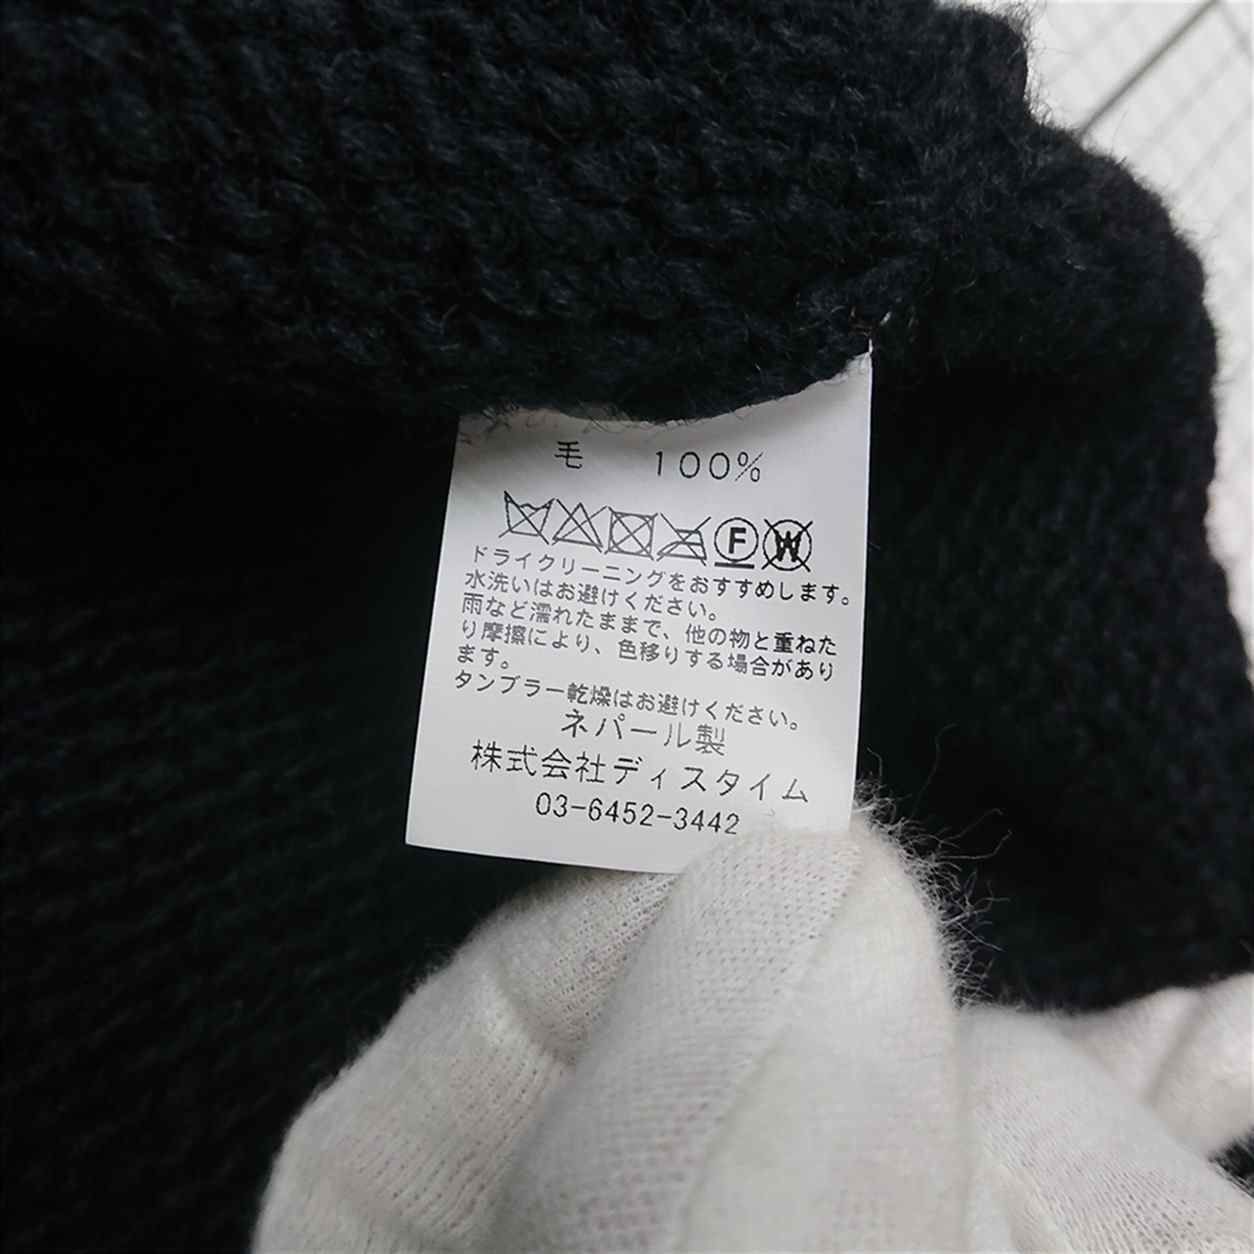 毛 100%
F W
ドライクリーニングをおすすめします。
水洗いはお避けください。
雨など濡れたままで、他の物と重ねた
り摩擦により、色移りする場合があり
ます。
タンブラー乾燥はお避けください。
ネパール製
株式会社ディスタイム
03-6452-3442